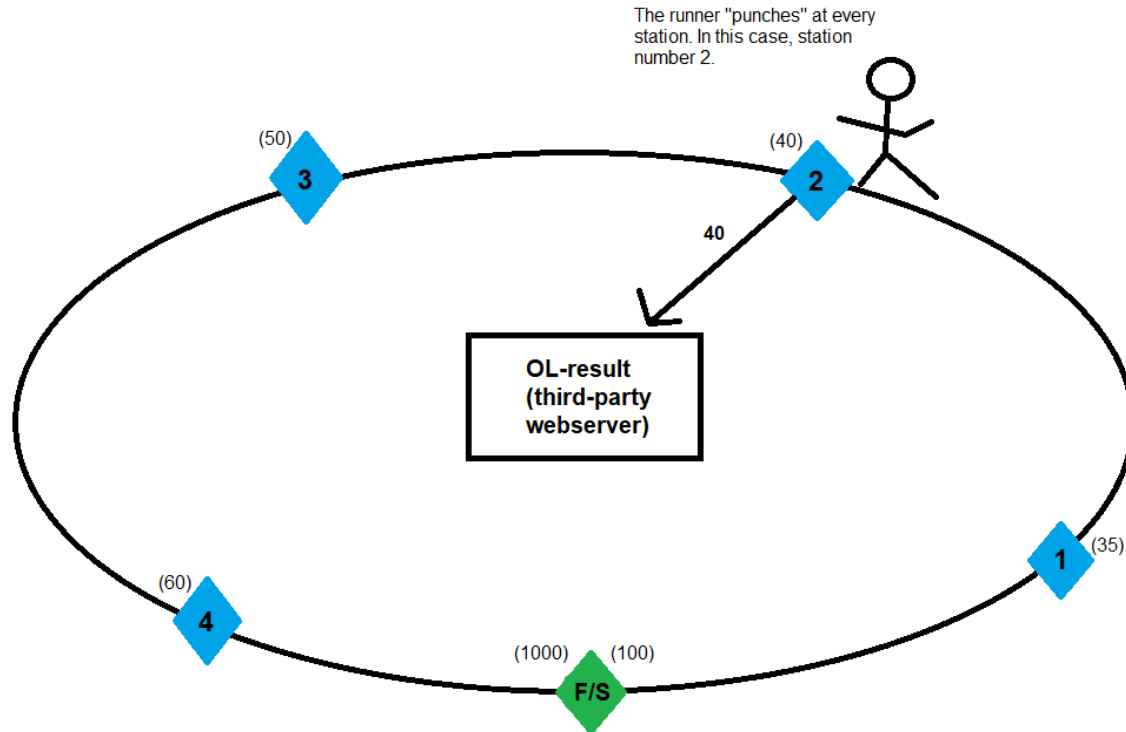 The runner "punches" at every
station. In this case, station
number 2.
(50)
(40)
3
2
40
OL-result
(third-party
webserver)
1
(35)
(60)
4
(1000)
(100)
F/S